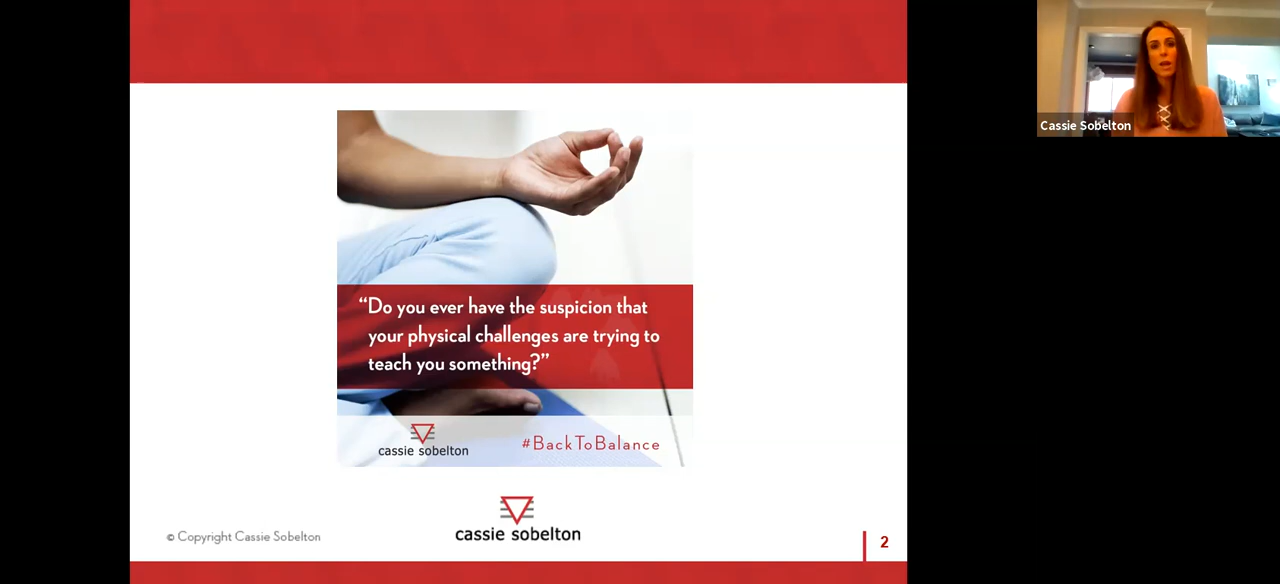 Cassie Sobelton
“Do you ever have the suspicion that
your physical challenges are trying to
teach you something?”
cassie sobelton
#BackToBalance
cassie sobelton
© Copyright Cassie Sobelton
2